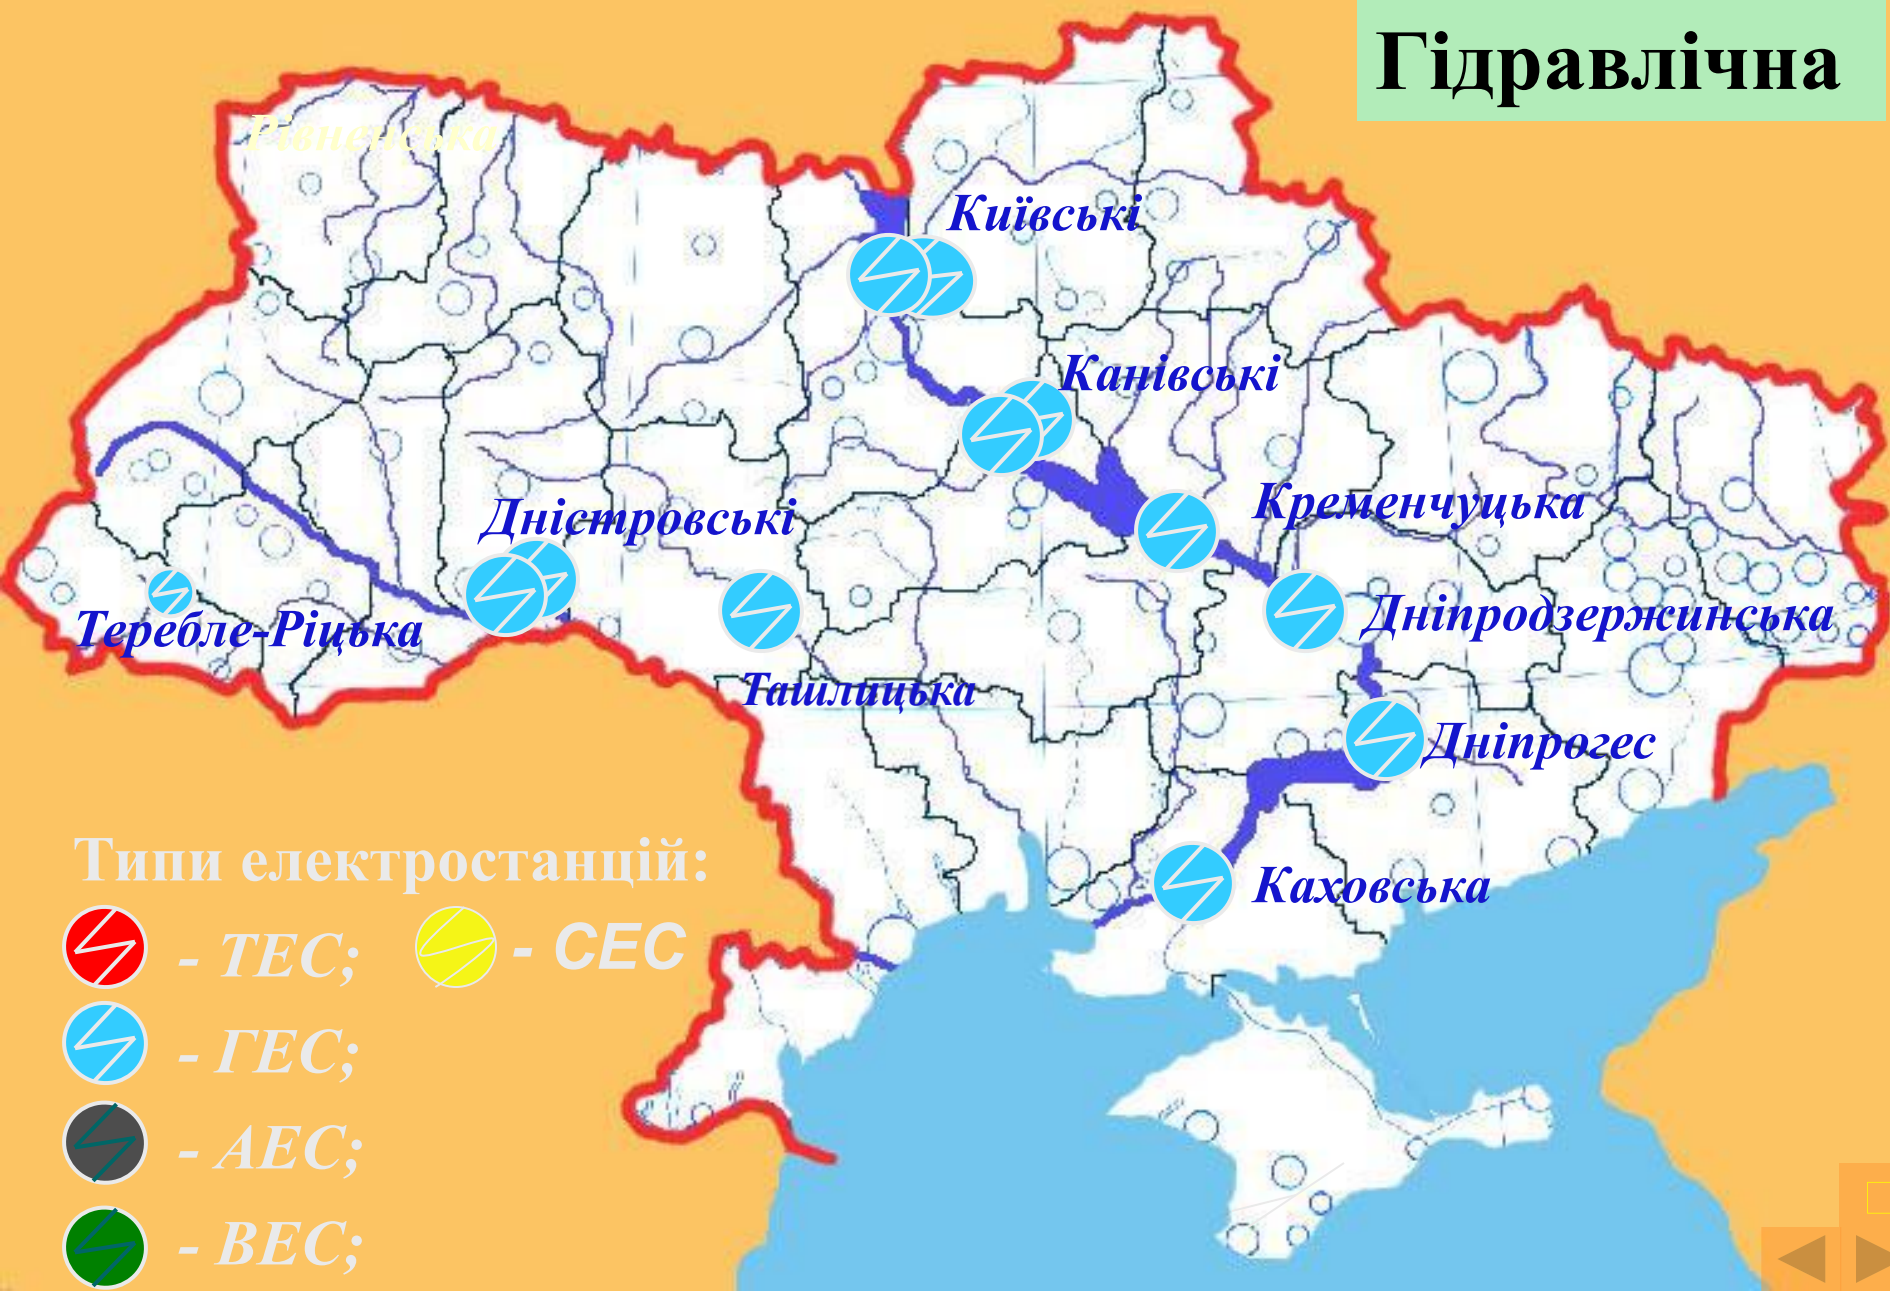 Гідравлічна
Рівненська
Київські
Канівські
Кременчуцька
Дністровські
Теребле-Ріцька
Дніпродзержинська
Ташлицька
Дніпрогес
Каховська
Типи електростанцій:
- ТЕС; - СЕС
- ГЕС;
- АЕС;
- ВЕС;